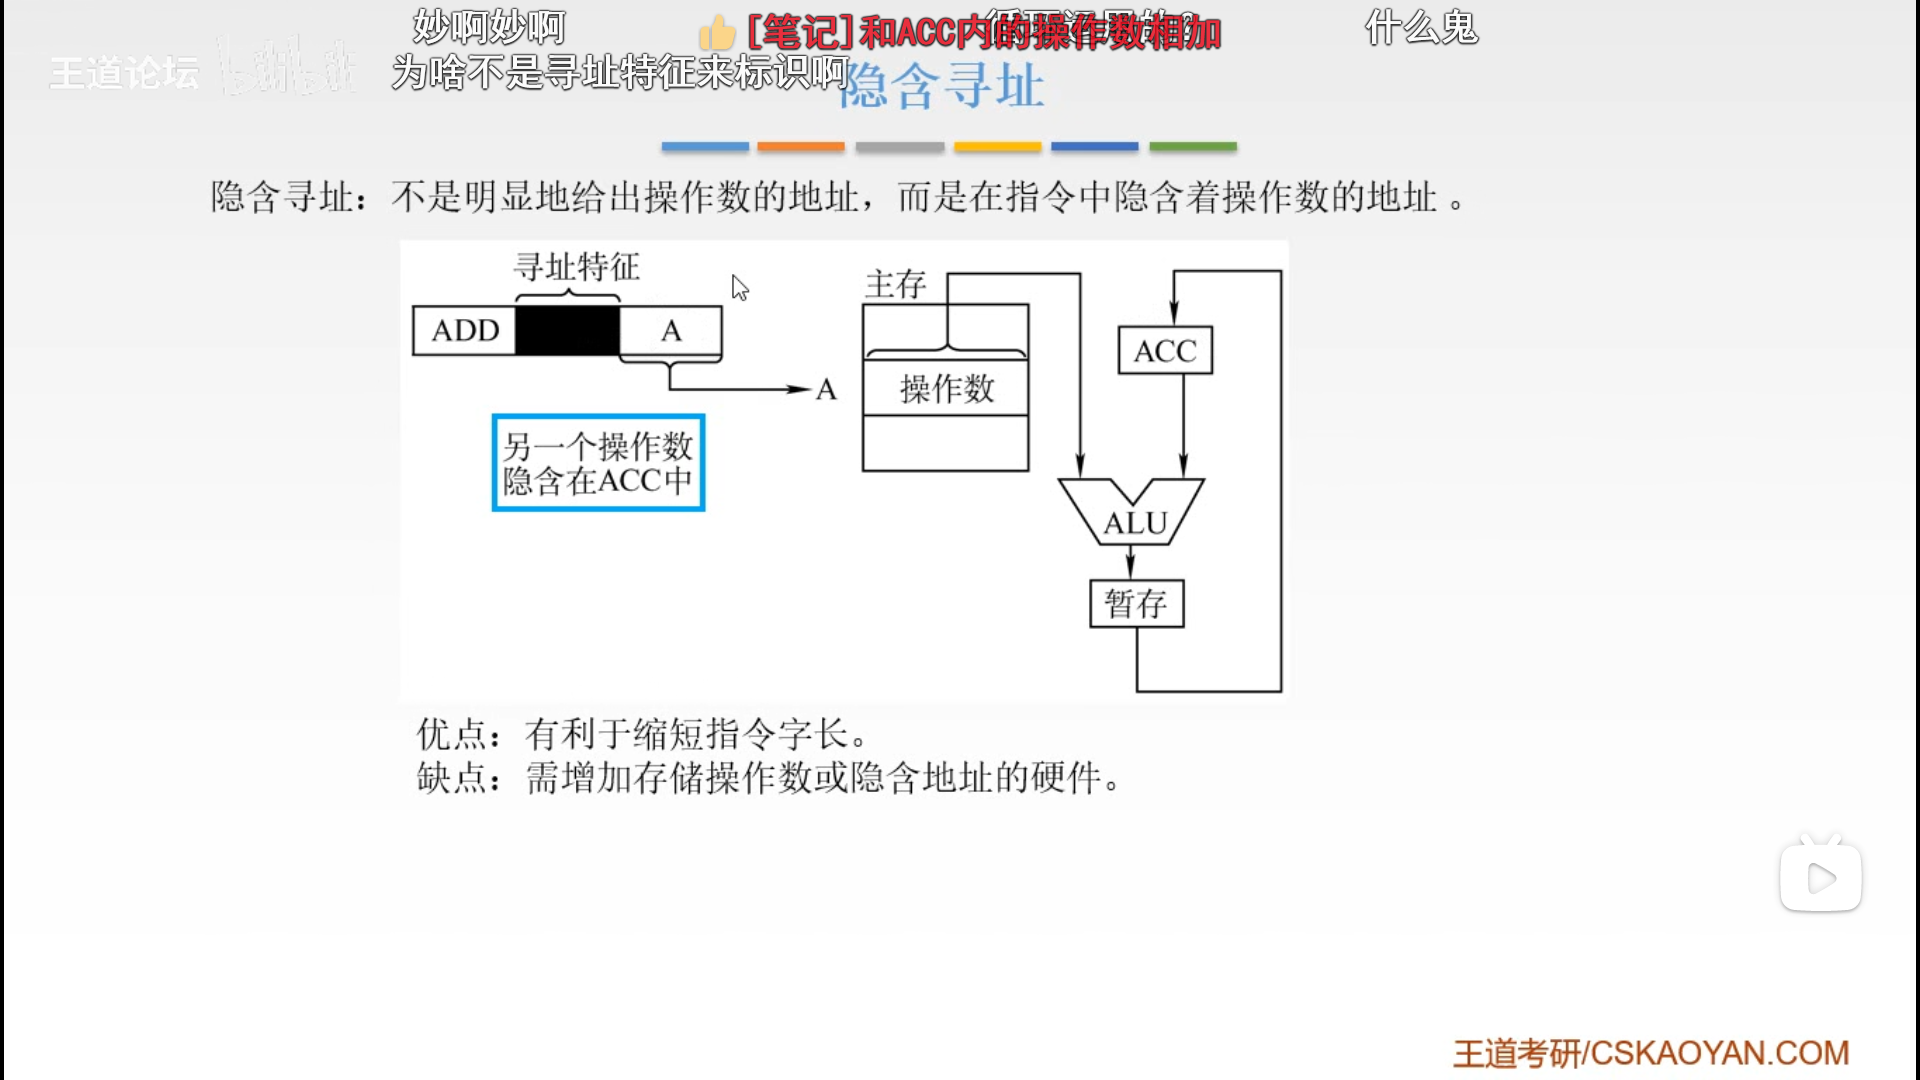 妙啊妙啊
[笔记]和ACC内的操作数相加
什么鬼
王道论坛 bilibili
为啥不是寻址特征来标识啊
隐含寻址
隐含寻址：不是明显地给出操作数的地址，而是在指令中隐含着操作数的地址 。
寻址特征
主存
ADD
A
ACC
A
操作数
另一个操作数
隐含在ACC中
ALU
暂存
优点：有利于缩短指令字长。
缺点：需增加存储操作数或隐含地址的硬件。
王道考研/CSKAOYAN.COM